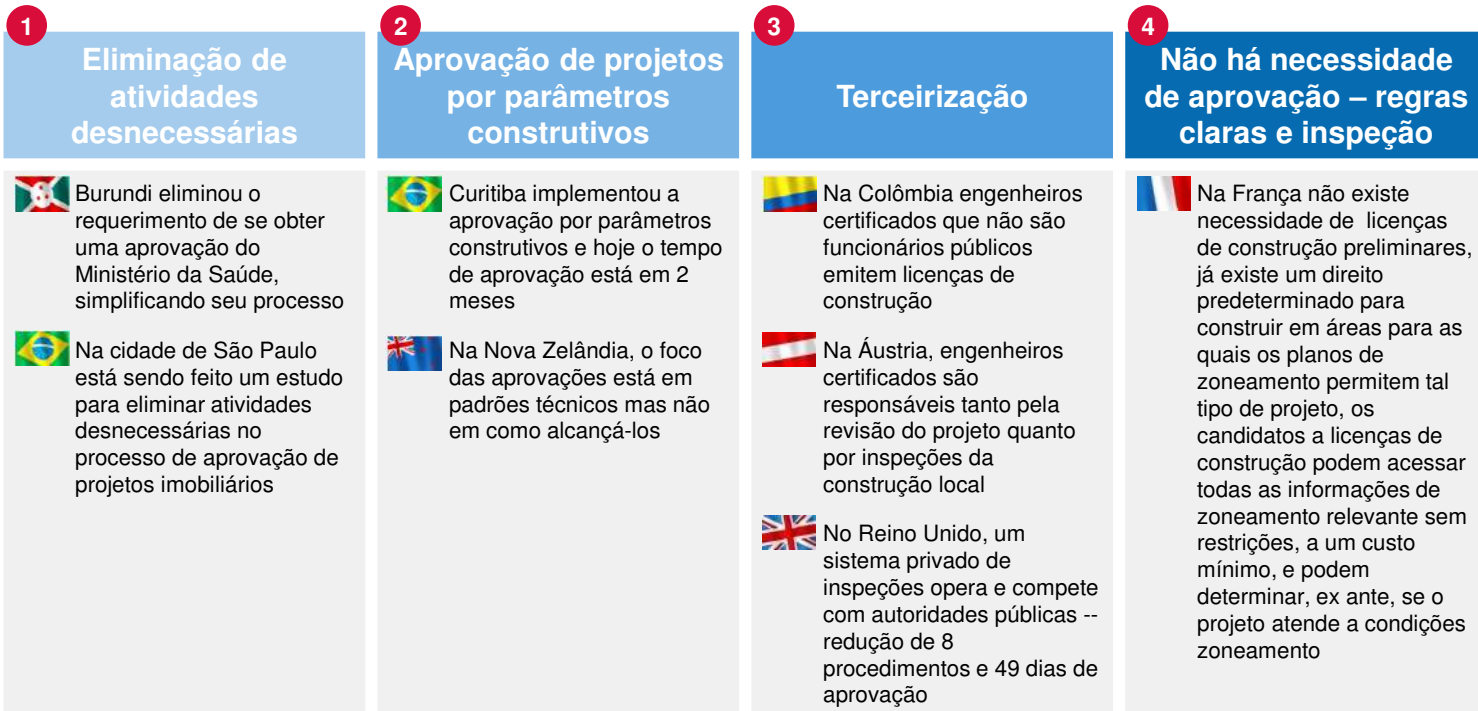 1
Eliminação de
atividades
desnecessárias
Burundi eliminou o
requerimento de se obter
uma aprovação do
Ministério da Saúde,
simplificando seu processo
Na cidade de São Paulo
está sendo feito um estudo
para eliminar atividades
desnecessárias no
processo de aprovação de
projetos imobiliários
2
Aprovação de projetos
por parâmetros
construtivos
Curitiba implementou a
aprovação por parâmetros
construtivos e hoje o tempo
de aprovação está em 2
meses
Na Nova Zelândia, o foco
das aprovações está em
padrões técnicos mas não
em como alcançá-los
3
Terceirização
Na Colômbia engenheiros
certificados que não são
funcionários públicos
emitem licenças de
construção
Na Áustria, engenheiros
certificados são
responsáveis tanto pela
revisão do projeto quanto
por inspeções da
construção local
No Reino Unido, um
sistema privado de
inspeções opera e compete
com autoridades públicas --
redução de 8
procedimentos e 49 dias de
aprovação
4
Não há necessidade
de aprovação – regras
claras e inspeção
Na França não existe
necessidade de licenças
de construção preliminares,
já existe um direito
predeterminado para
construir em áreas para as
quais os planos de
zoneamento permitem tal
tipo de projeto, os
candidatos a licenças de
construção podem acessar
todas as informações de
zoneamento relevante sem
restrições, a um custo
mínimo, e podem
determinar, ex ante, se o
projeto atende a condições
zoneamento